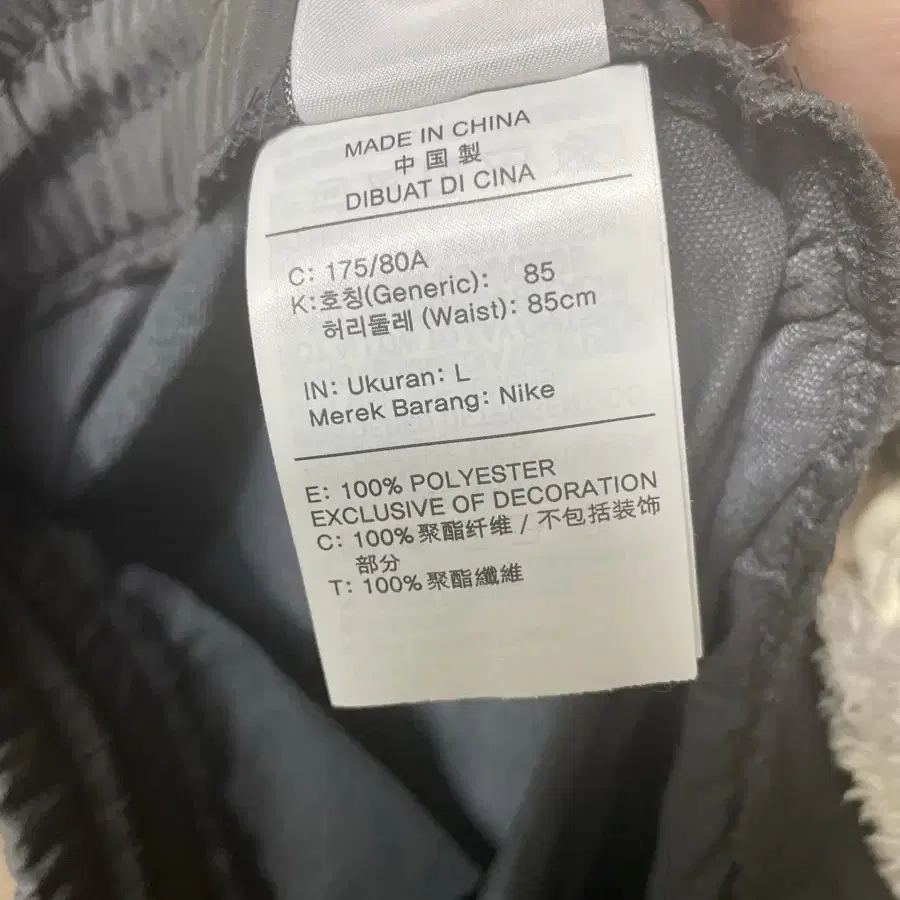 MADE IN CHINA
中国製
DIBUAT DI CINA
C: 175/80A
K:호칭(Generic): 85
허리둘레 (Waist): 85cm
IN: Ukuran: L
Merek Barang: Nike
E: 100% POLYESTER
EXCLUSIVE OF DECORATION
C: 100%聚酯纤维 / 不包括装饰
部分
T: 100%聚酯纖維